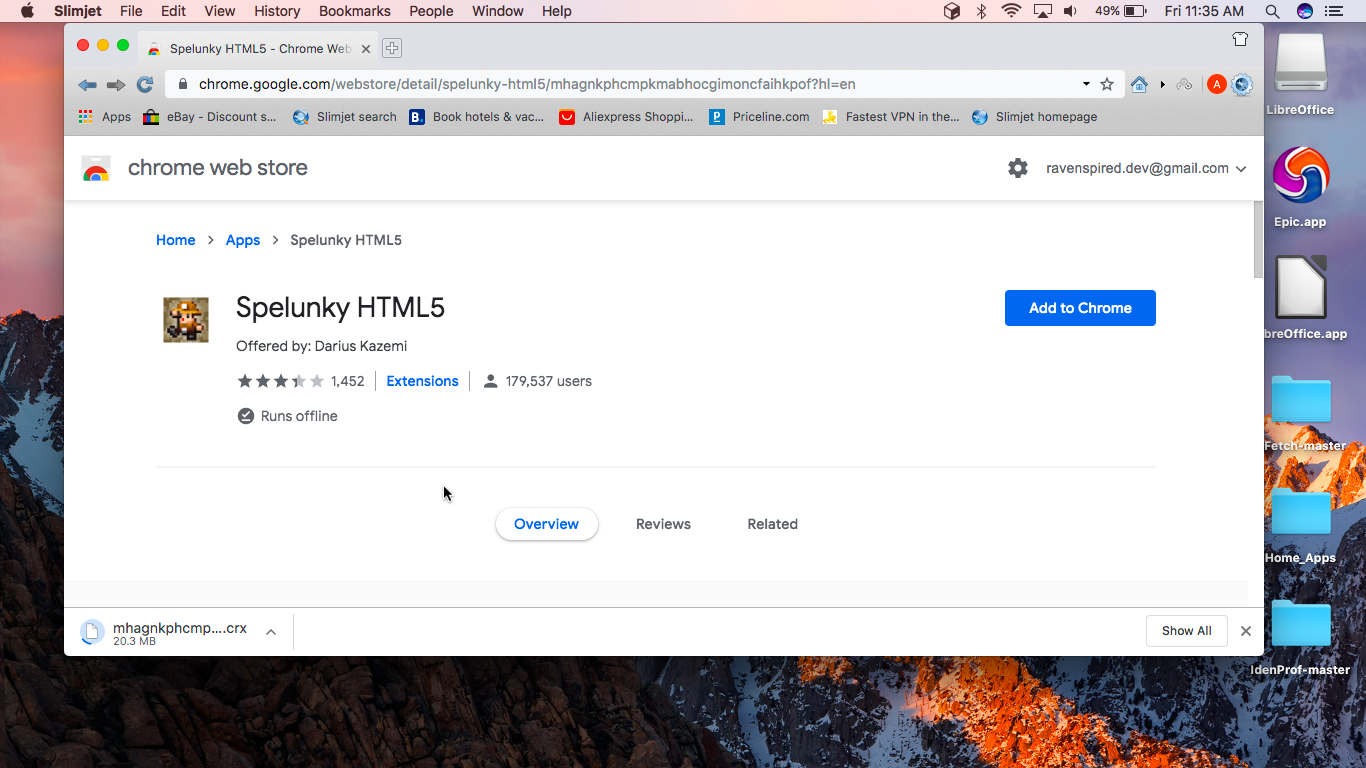 Slimjet File Edit View History Bookmarks People Window Help 49% Fri 11:35 AM
Spelunky HTML5 - Chrome Web
chrome.google.com/webstore/detail/spelunky-html5/mhagnkphcmpkmabhocgimoncfaihkpof?hl=en A
Apps eBay - Discount s... Slimjet search B. Book hotels & vac... Aliexpress Shoppi... Priceline.com Fastest VPN in the... Slimjet homepage
chrome web store ravenspired.dev@gmail.com
Home > Apps > Spelunky HTML5
Spelunky HTML5
Add to Chrome
Offered by: Darius Kazemi
1,452 Extensions 179,537 users
Runs offline
Overview Reviews Related
mhagnkphcmp....crx
20.3 MB
Show All
LibreOffice
Epic.app
breOffice.app
Fetch-master
Home_Apps
IdenProf-master